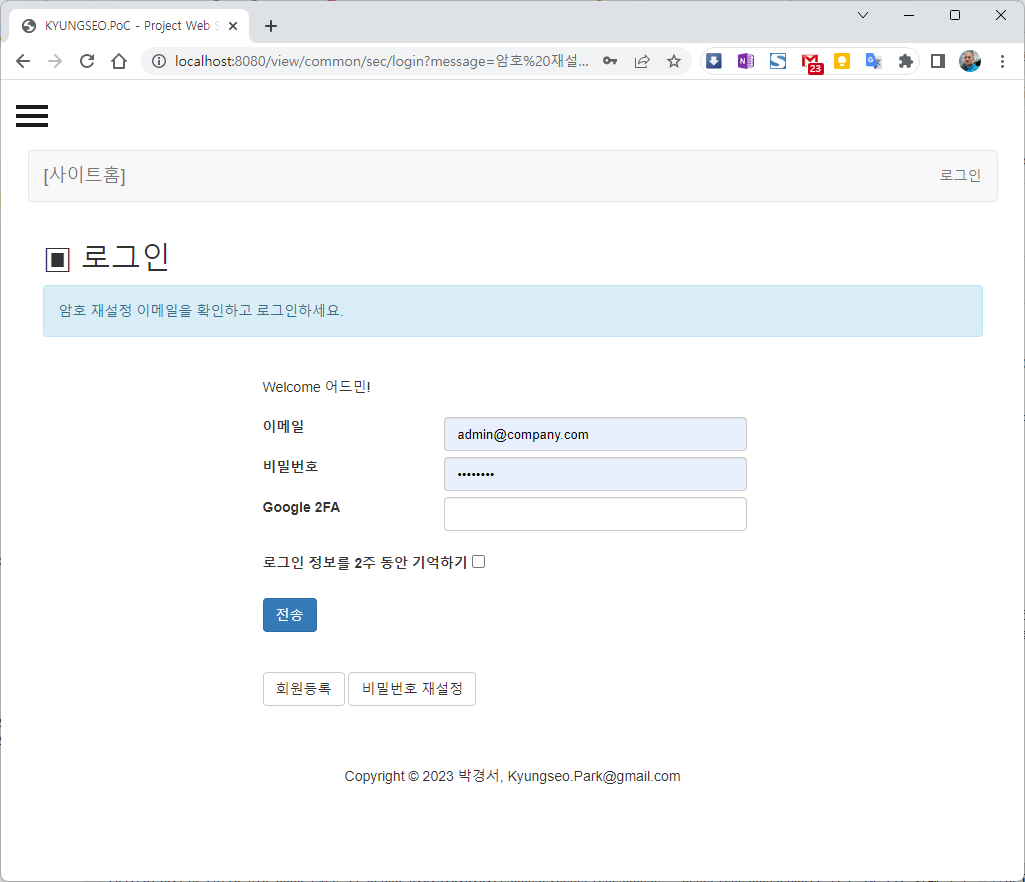 KYUNGSEO.PoC - Project Web S
localhost:8080/view/common/sec/login?message=암호%20재설...
23
[사이트홈] 로그인
▣ 로그인
암호 재설정 이메일을 확인하고 로그인하세요.
Welcome 어드민!
이메일 admin@company.com
비밀번호 ••••••••
Google 2FA
로그인 정보를 2주 동안 기억하기
전송
회원등록 비밀번호 재설정
Copyright © 2023 박경서, Kyungseo.Park@gmail.com